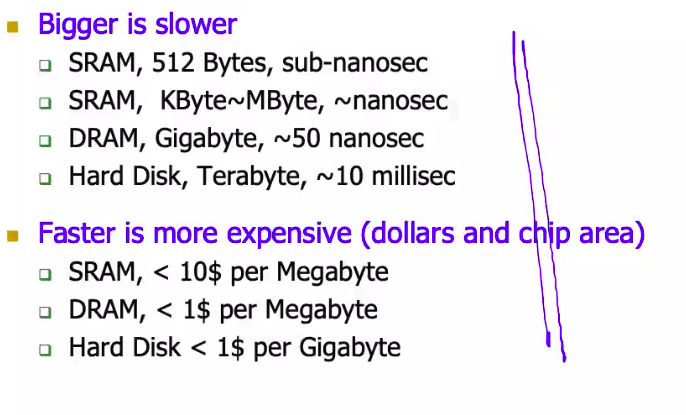 Bigger is slower
SRAM, 512 Bytes, sub-nanosec
SRAM, KByte~MByte, ~nanosec
DRAM, Gigabyte, ~50 nanosec
Hard Disk, Terabyte, ~10 millisec
Faster is more expensive (dollars and chip area)
SRAM, < 10$ per Megabyte
DRAM, < 1$ per Megabyte
Hard Disk < 1$ per Gigabyte